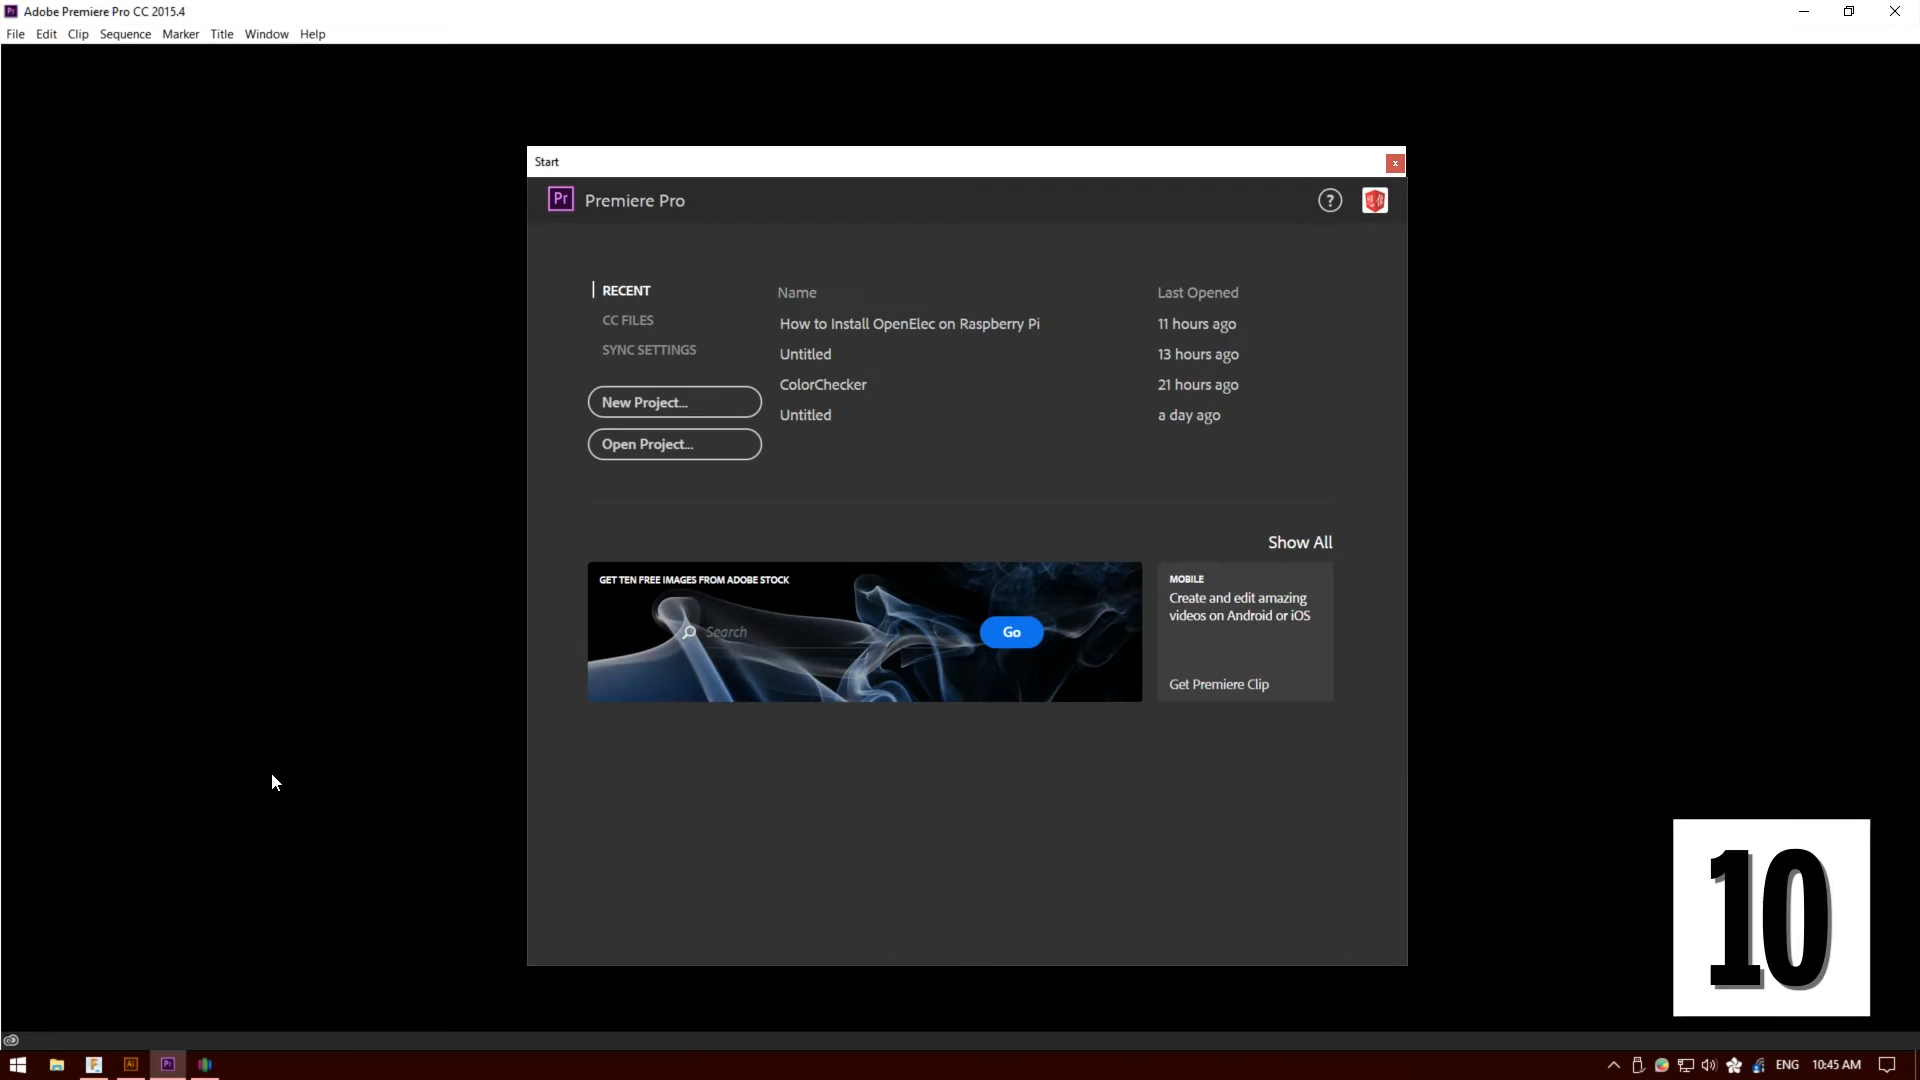 Pr Adobe Premiere Pro CC 2015.4
File Edit Clip Sequence Marker Title Window Help
Start
x
Pr Premiere Pro
?
RECENT
CC FILES
SYNC SETTINGS
New Project...
Open Project...
Name Last Opened
How to Install OpenElec on Raspberry Pi 11 hours ago
Untitled 13 hours ago
ColorChecker 21 hours ago
Untitled a day ago
Show All
GET TEN FREE IMAGES FROM ADOBE STOCK
Search
Go
MOBILE
Create and edit amazing
videos on Android or iOS
Get Premiere Clip
10
Ai Pr ENG 10:45 AM